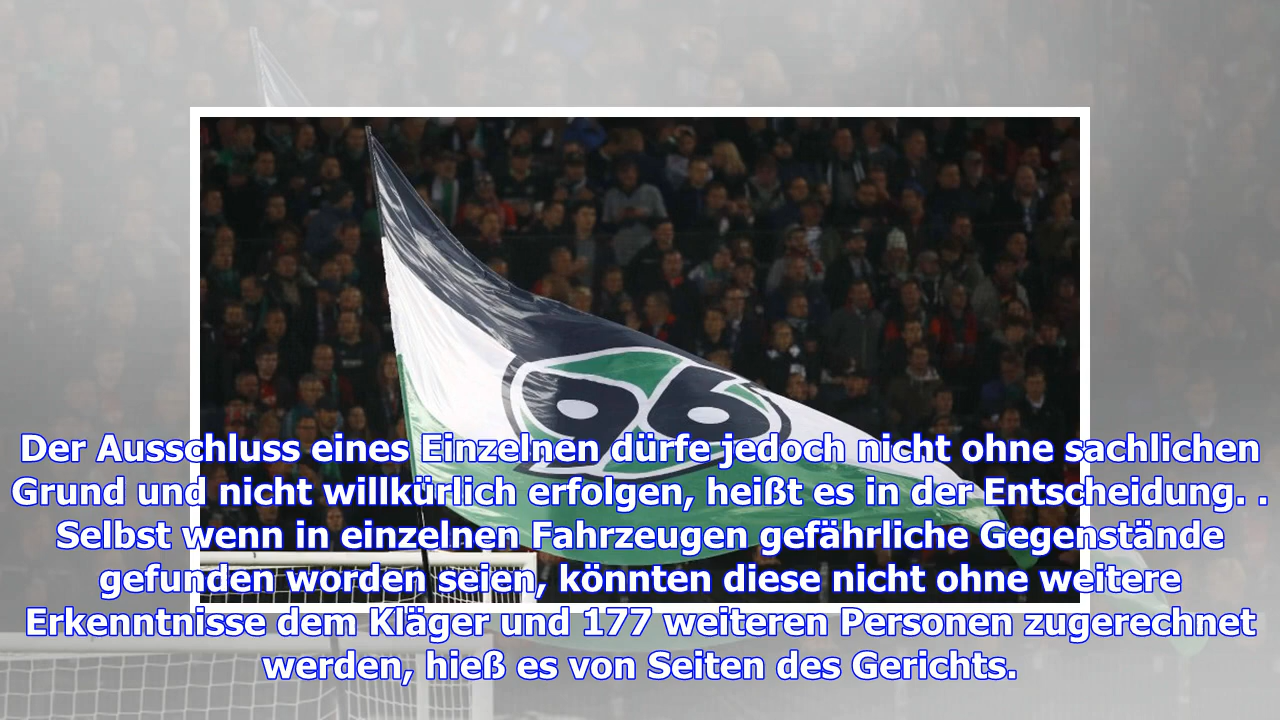 96
Der Ausschluss eines Einzelnen dürfe jedoch nicht ohne sachlichen
Grund und nicht willkürlich erfolgen, heißt es in der Entscheidung. .
Selbst wenn in einzelnen Fahrzeugen gefährliche Gegenstände
gefunden worden seien, könnten diese nicht ohne weitere
Erkenntnisse dem Kläger und 177 weiteren Personen zugerechnet
werden, hieß es von Seiten des Gerichts.